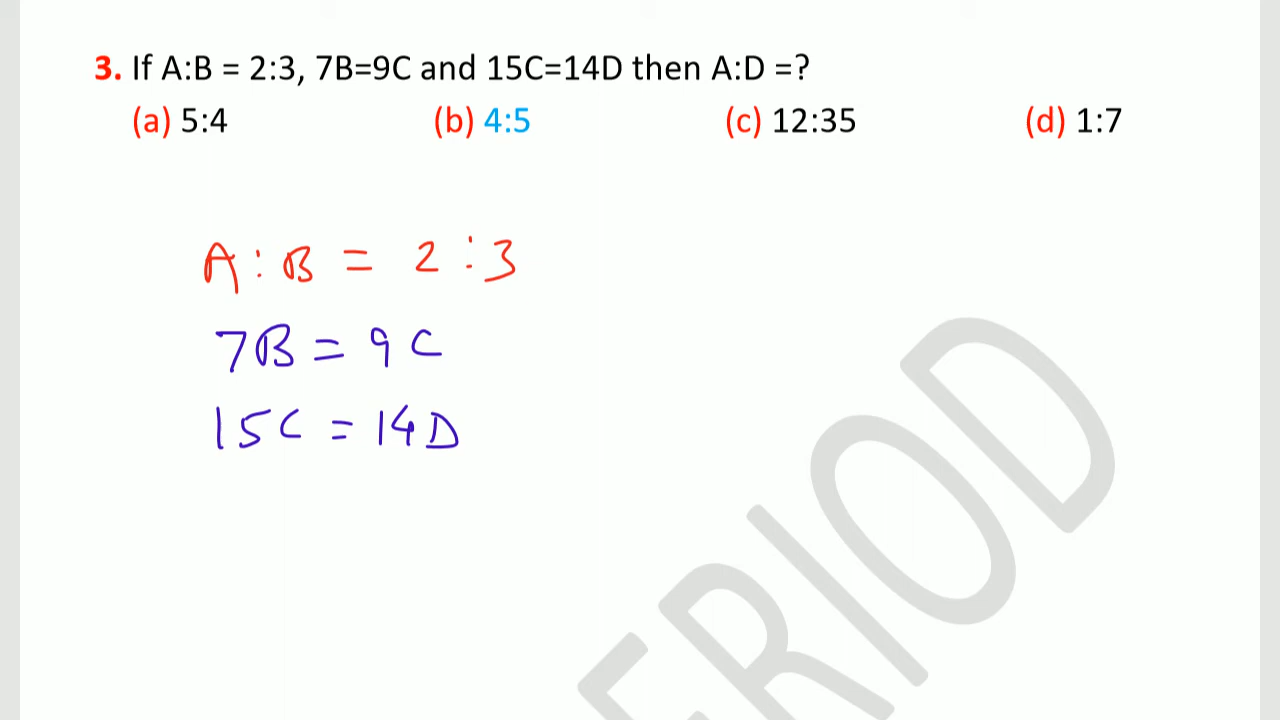 3. If A:B = 2:3, 7B=9C and 15C=14D then A:D =?
(a) 5:4 (b) 4:5 (c) 12:35 (d) 1:7
A : B = 2 : 3
7B = 9C
15C = 14D
ERIOD